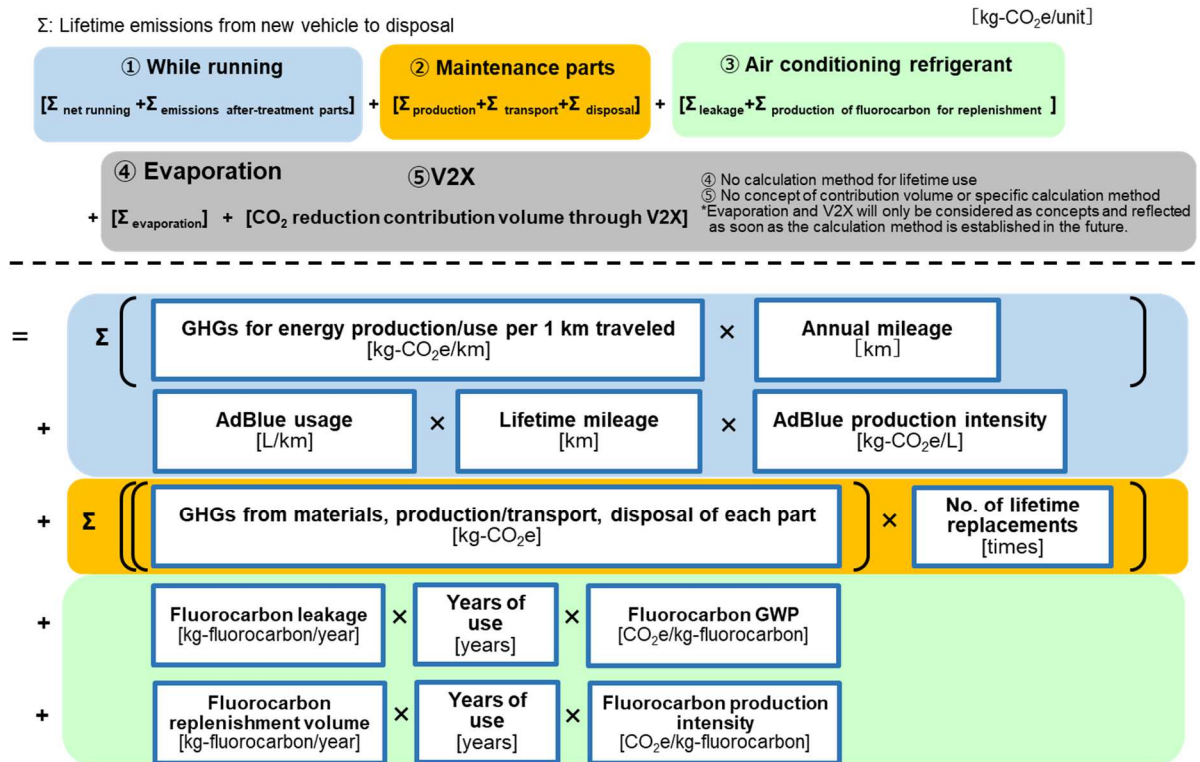 Σ: Lifetime emissions from new vehicle to disposal
[kg-CO₂e/unit]
① While running
[Σ net running +Σ emissions after-treatment parts]
+
② Maintenance parts
[Σproduction+Σ transport+Σ disposal]
+
③ Air conditioning refrigerant
[Σleakage+Σ production of fluorocarbon for replenishment ]
④ Evaporation
+ [Σevaporation]
⑤V2X
+ [CO₂ reduction contribution volume through V2X]
④ No calculation method for lifetime use
⑤ No concept of contribution volume or specific calculation method
*Evaporation and V2X will only be considered as concepts and reflected
as soon as the calculation method is established in the future.
= Σ (
GHGs for energy production/use per 1 km traveled
[kg-CO₂e/km]
×
Annual mileage
[km]
)
+
AdBlue usage
[L/km]
×
Lifetime mileage
[km]
×
AdBlue production intensity
[kg-CO₂e/L]
+ Σ ((
GHGs from materials, production/transport, disposal of each part
[kg-CO₂e]
) ×
No. of lifetime
replacements
[times]
)
+
Fluorocarbon leakage
[kg-fluorocarbon/year]
×
Years of
use
[years]
×
Fluorocarbon GWP
[CO₂e/kg-fluorocarbon]
+
Fluorocarbon
replenishment volume
[kg-fluorocarbon/year]
×
Years of
use
[years]
×
Fluorocarbon production
intensity
[CO₂e/kg-fluorocarbon]